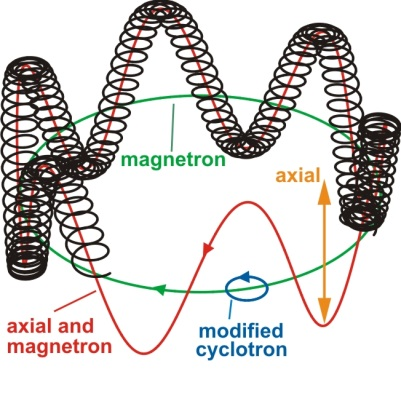 magnetron
axial
axial and
magnetron
modified
cyclotron